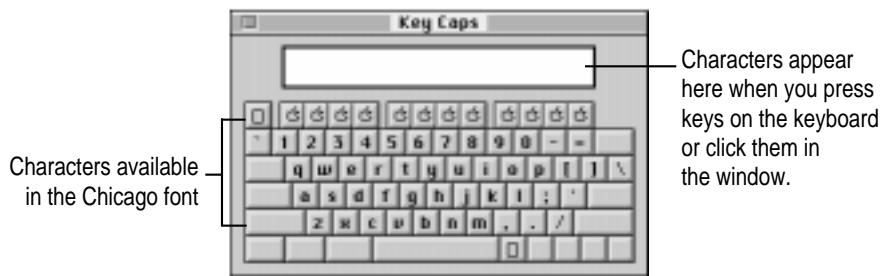 Key Caps
Characters appear
here when you press
keys on the keyboard
or click them in
the window.
Characters available
in the Chicago font
` 1 2 3 4 5 6 7 8 9 0 - =
q w e r t y u i o p [ ] \
a s d f g h j k l ; '
z x c v b n m , . /